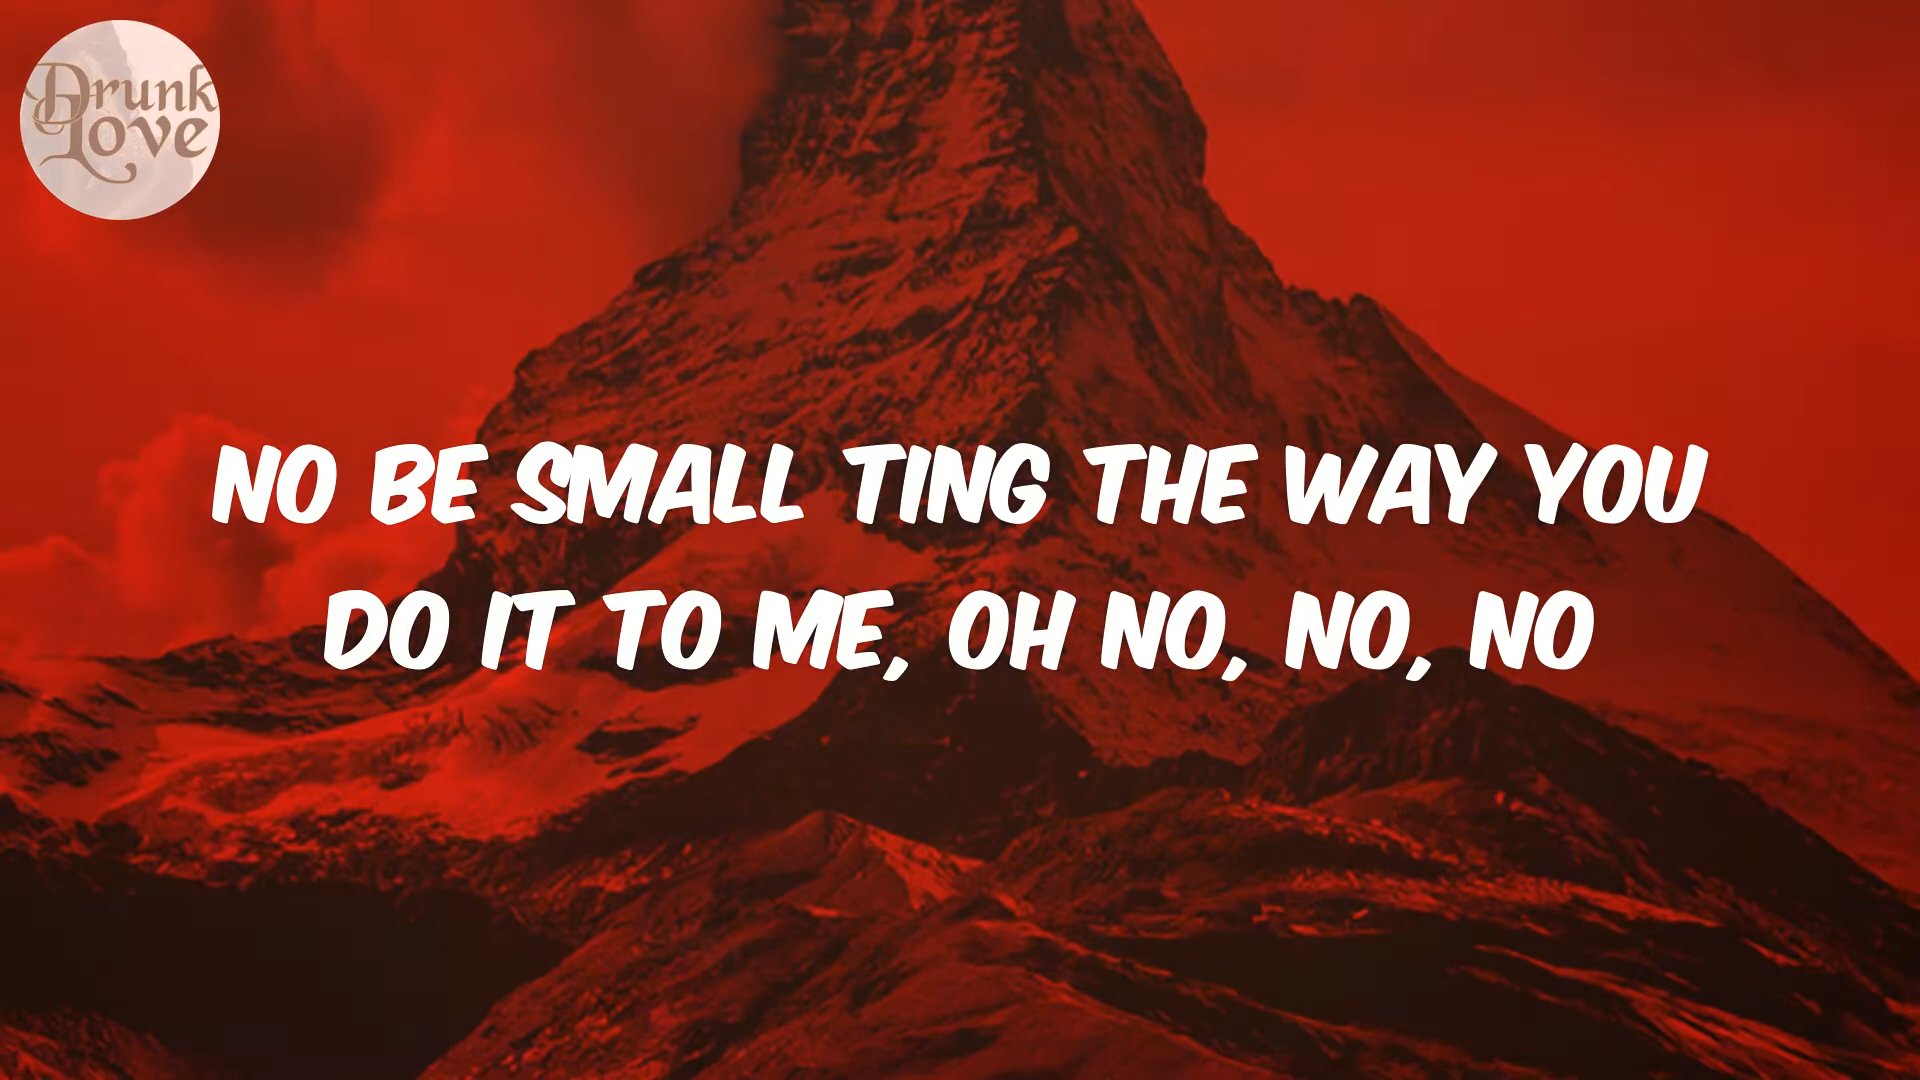 Drunk
Love
NO BE SMALL TING THE WAY YOU
DO IT TO ME, OH NO, NO, NO